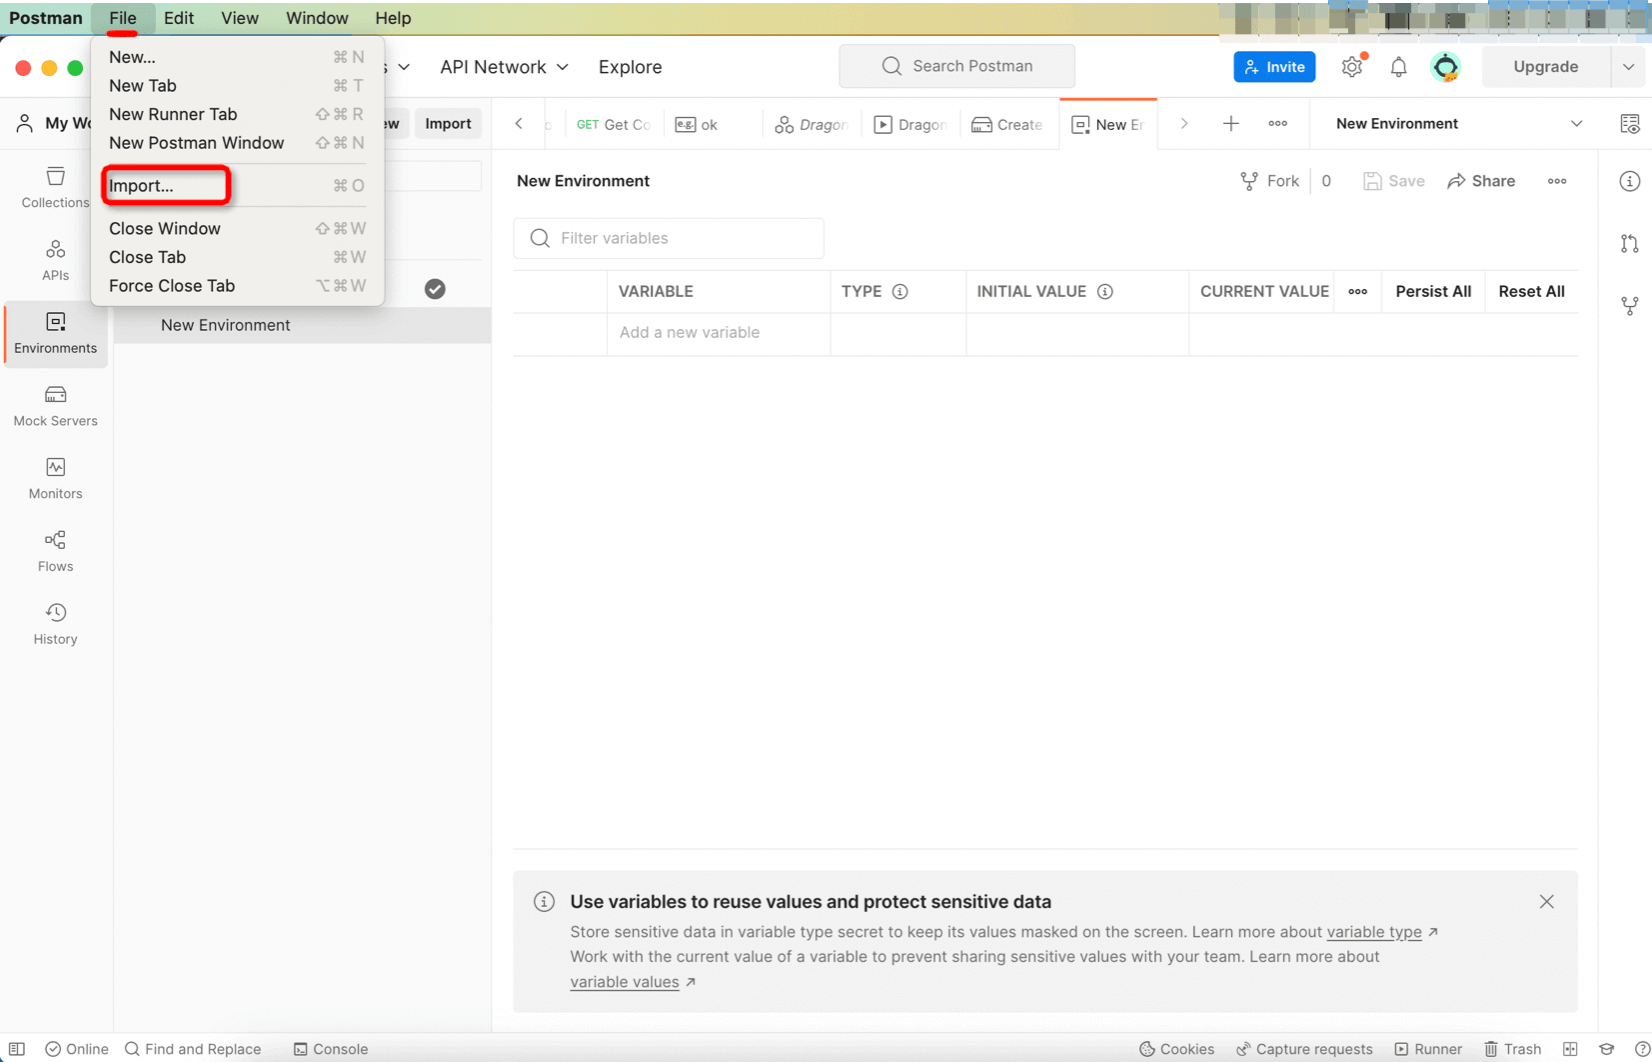 Postman File Edit View Window Help
New... ⌘ N
New Tab ⌘ T
New Runner Tab ⇧ ⌘ R
New Postman Window ⇧ ⌘ N
Import... ⌘ O
Close Window ⇧ ⌘ W
Close Tab ⌘ W
Force Close Tab ⌥ ⌘ W
API Network Explore
Search Postman
Invite
Upgrade
My Wo
ew Import
GET Get Co
e.g. ok
Dragon
Dragon
Create
New En
New Environment
Collections
APIs
Environments
Mock Servers
Monitors
Flows
History
New Environment
New Environment
Fork 0 Save Share
Filter variables
VARIABLE TYPE INITIAL VALUE CURRENT VALUE Persist All Reset All
Add a new variable
Use variables to reuse values and protect sensitive data
Store sensitive data in variable type secret to keep its values masked on the screen. Learn more about variable type ↗
Work with the current value of a variable to prevent sharing sensitive values with your team. Learn more about
variable values ↗
Online Find and Replace Console Cookies Capture requests Runner Trash